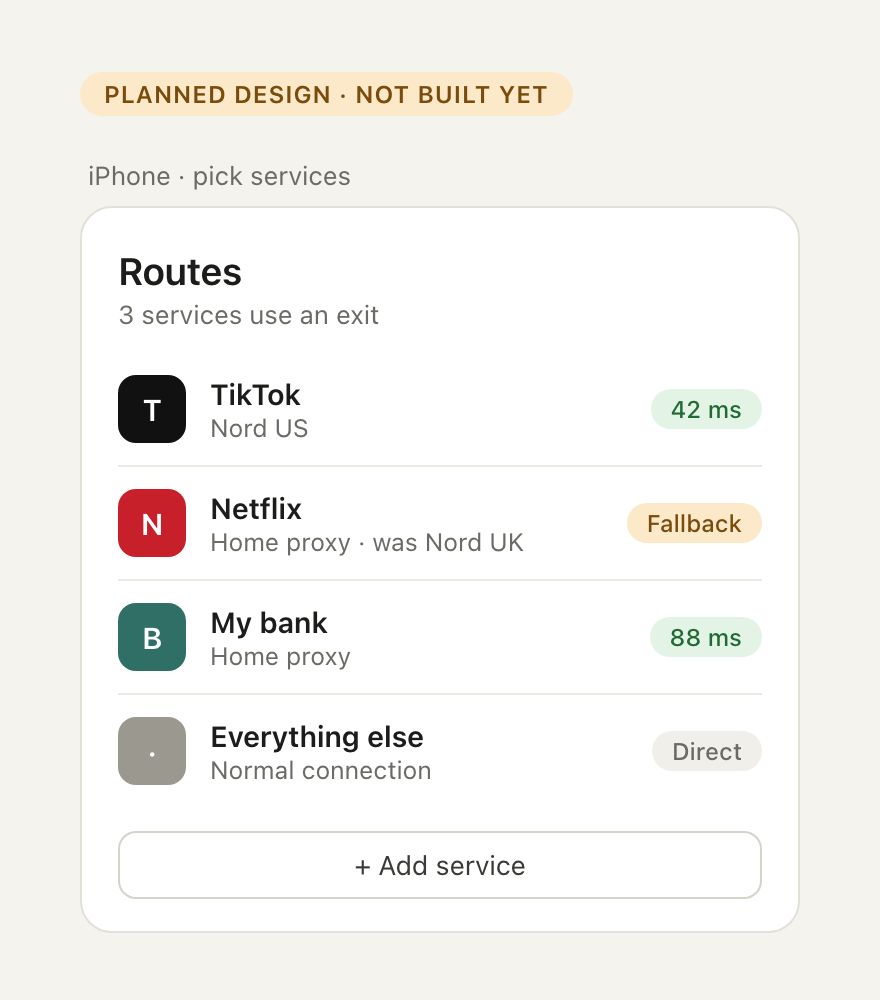 PLANNED DESIGN · NOT BUILT YET
iPhone · pick services
Routes
3 services use an exit
T
TikTok
Nord US
42 ms
N
Netflix
Home proxy · was Nord UK
Fallback
B
My bank
Home proxy
88 ms
·
Everything else
Normal connection
Direct
+ Add service